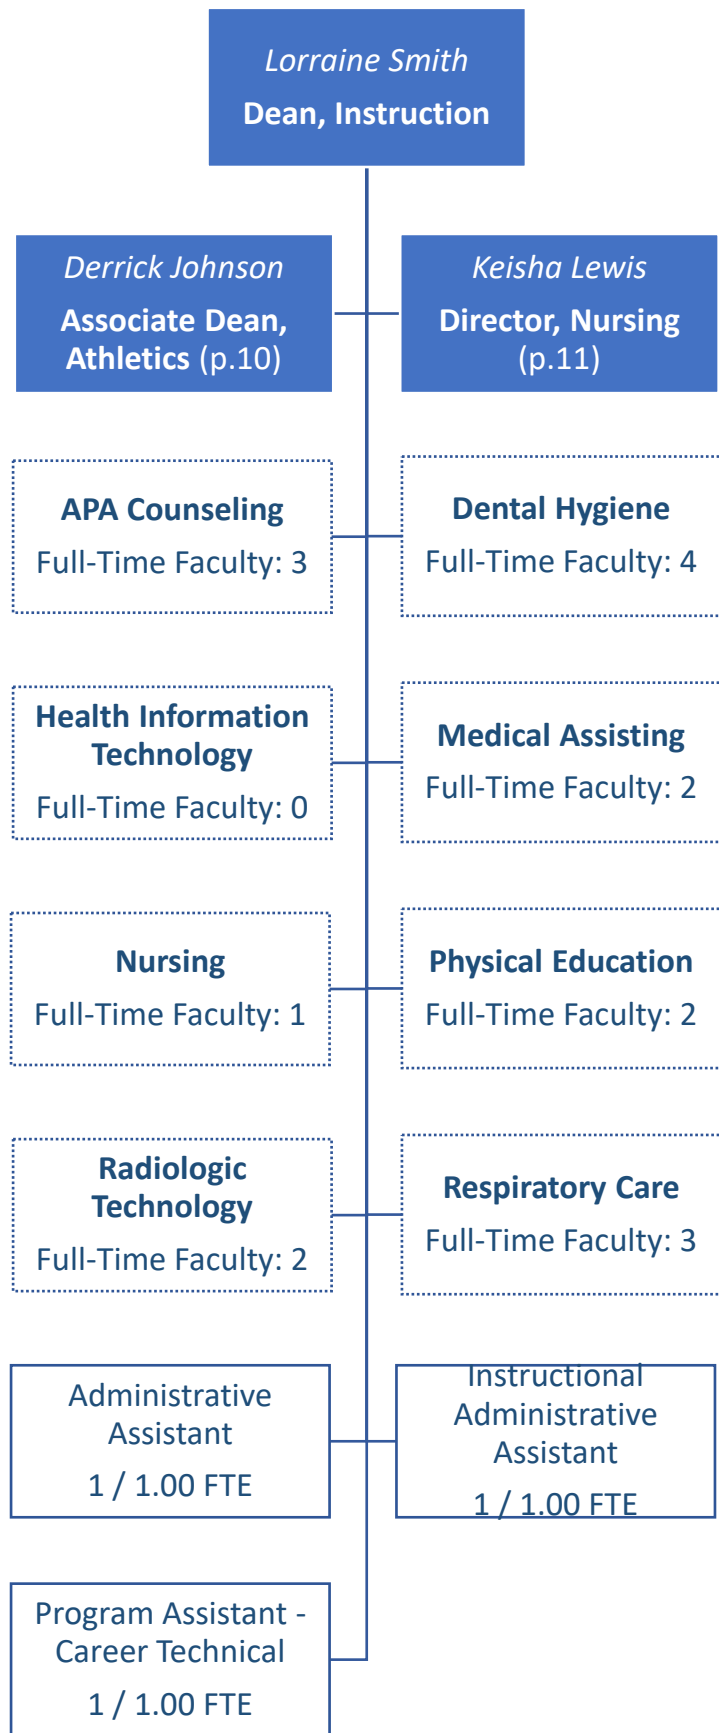 Lorraine Smith
Dean, Instruction
Derrick Johnson
Associate Dean,
Athletics (p.10)
Keisha Lewis
Director, Nursing
(p.11)
APA Counseling
Full-Time Faculty: 3
Dental Hygiene
Full-Time Faculty: 4
Health Information
Technology
Full-Time Faculty: 0
Medical Assisting
Full-Time Faculty: 2
Nursing
Full-Time Faculty: 1
Physical Education
Full-Time Faculty: 2
Radiologic
Technology
Full-Time Faculty: 2
Respiratory Care
Full-Time Faculty: 3
Administrative
Assistant
1 / 1.00 FTE
Instructional
Administrative
Assistant
1 / 1.00 FTE
Program Assistant -
Career Technical
1 / 1.00 FTE